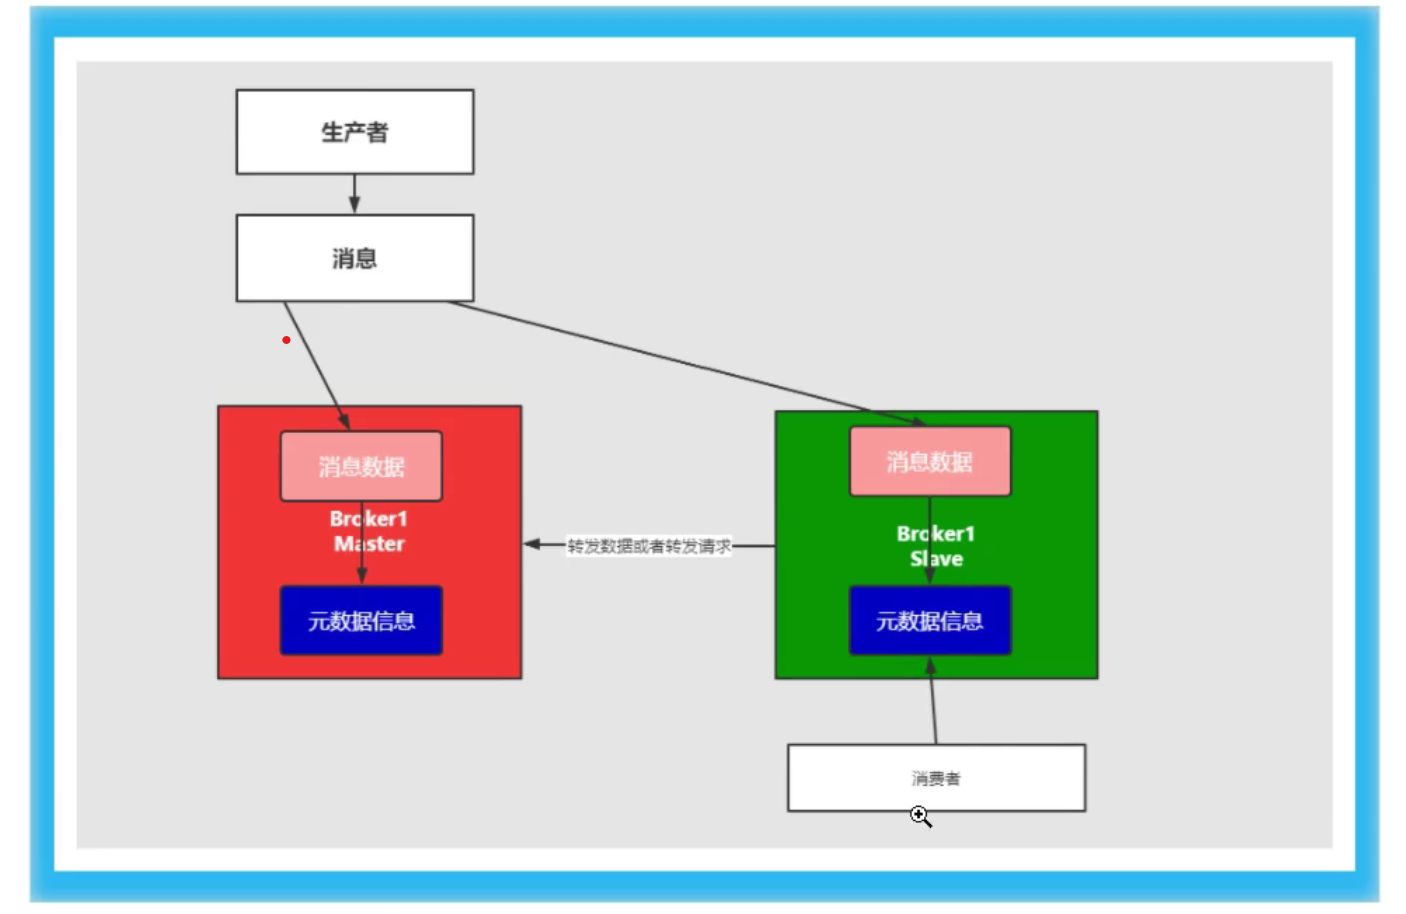 生产者
消息
消息数据
Broker1
Master
元数据信息
转发数据或者转发请求
消息数据
Broker1
Slave
元数据信息
消费者